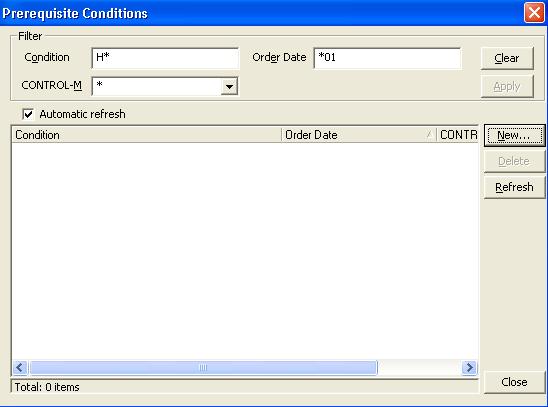 Prerequisite Conditions
Filter
Condition H* Order Date *01 Clear
CONTROL-M * Apply
Automatic refresh
Condition Order Date CONTR New...
Delete
Refresh
Close
Total: 0 items